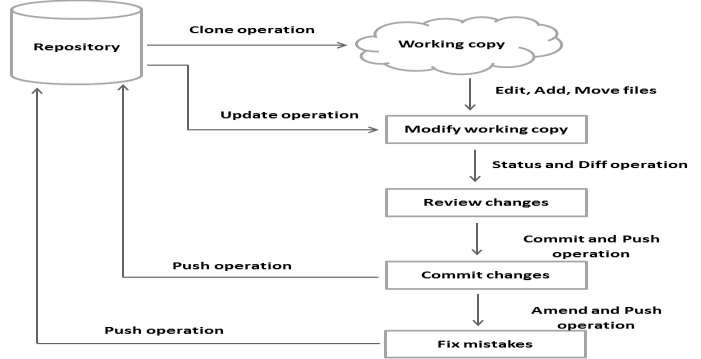 Clone operation
Repository
Working copy
Edit, Add, Move files
Update operation
Modify working copy
Status and Diff operation
Review changes
Commit and Push
operation
Push operation
Commit changes
Amend and Push
operation
Push operation
Fix mistakes